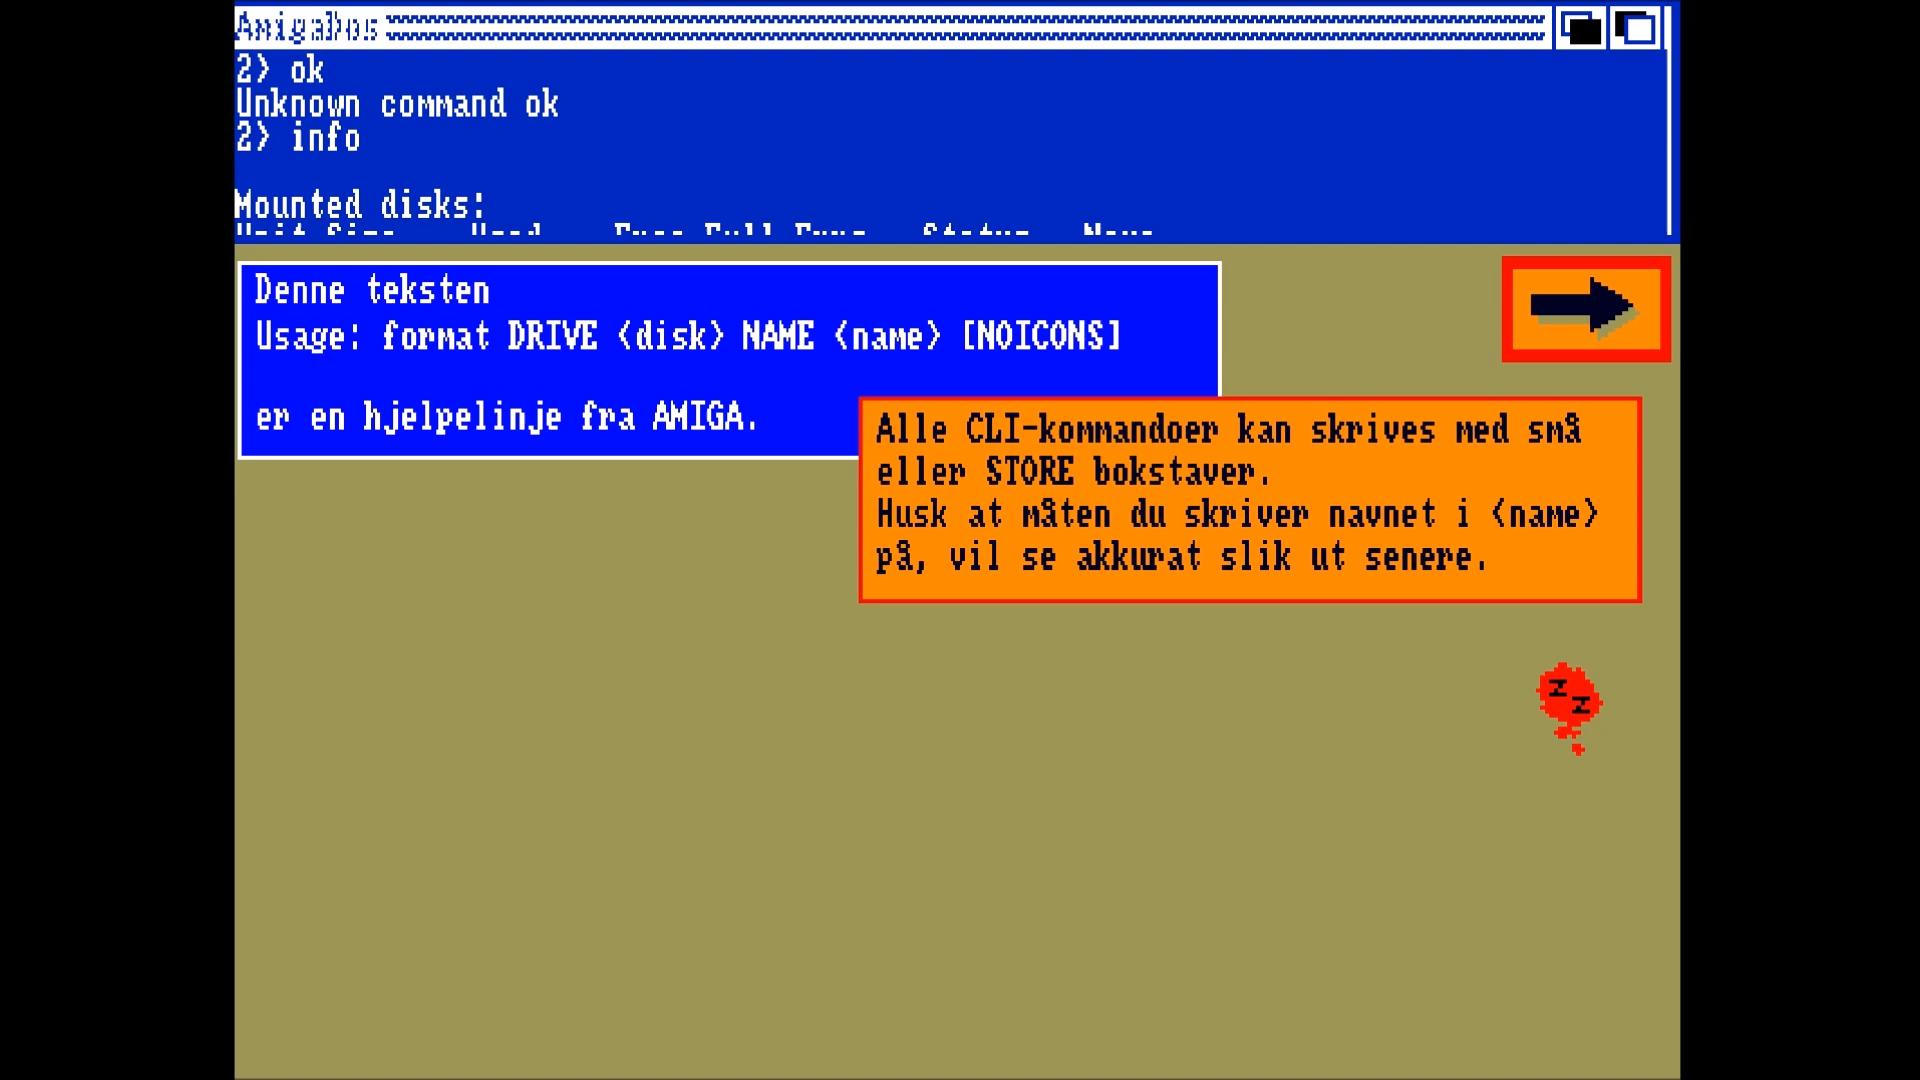 AmigaDos
2> ok
Unknown command ok
2> info
Mounted disks:
Denne teksten
Usage: format DRIVE <disk> NAME <name> [NOICONS]
er en hjelpelinje fra AMIGA.
Alle CLI-kommandoer kan skrives med små
eller STORE bokstaver.
Husk at måten du skriver navnet i <name>
på, vil se akkurat slik ut senere.
Z
Z